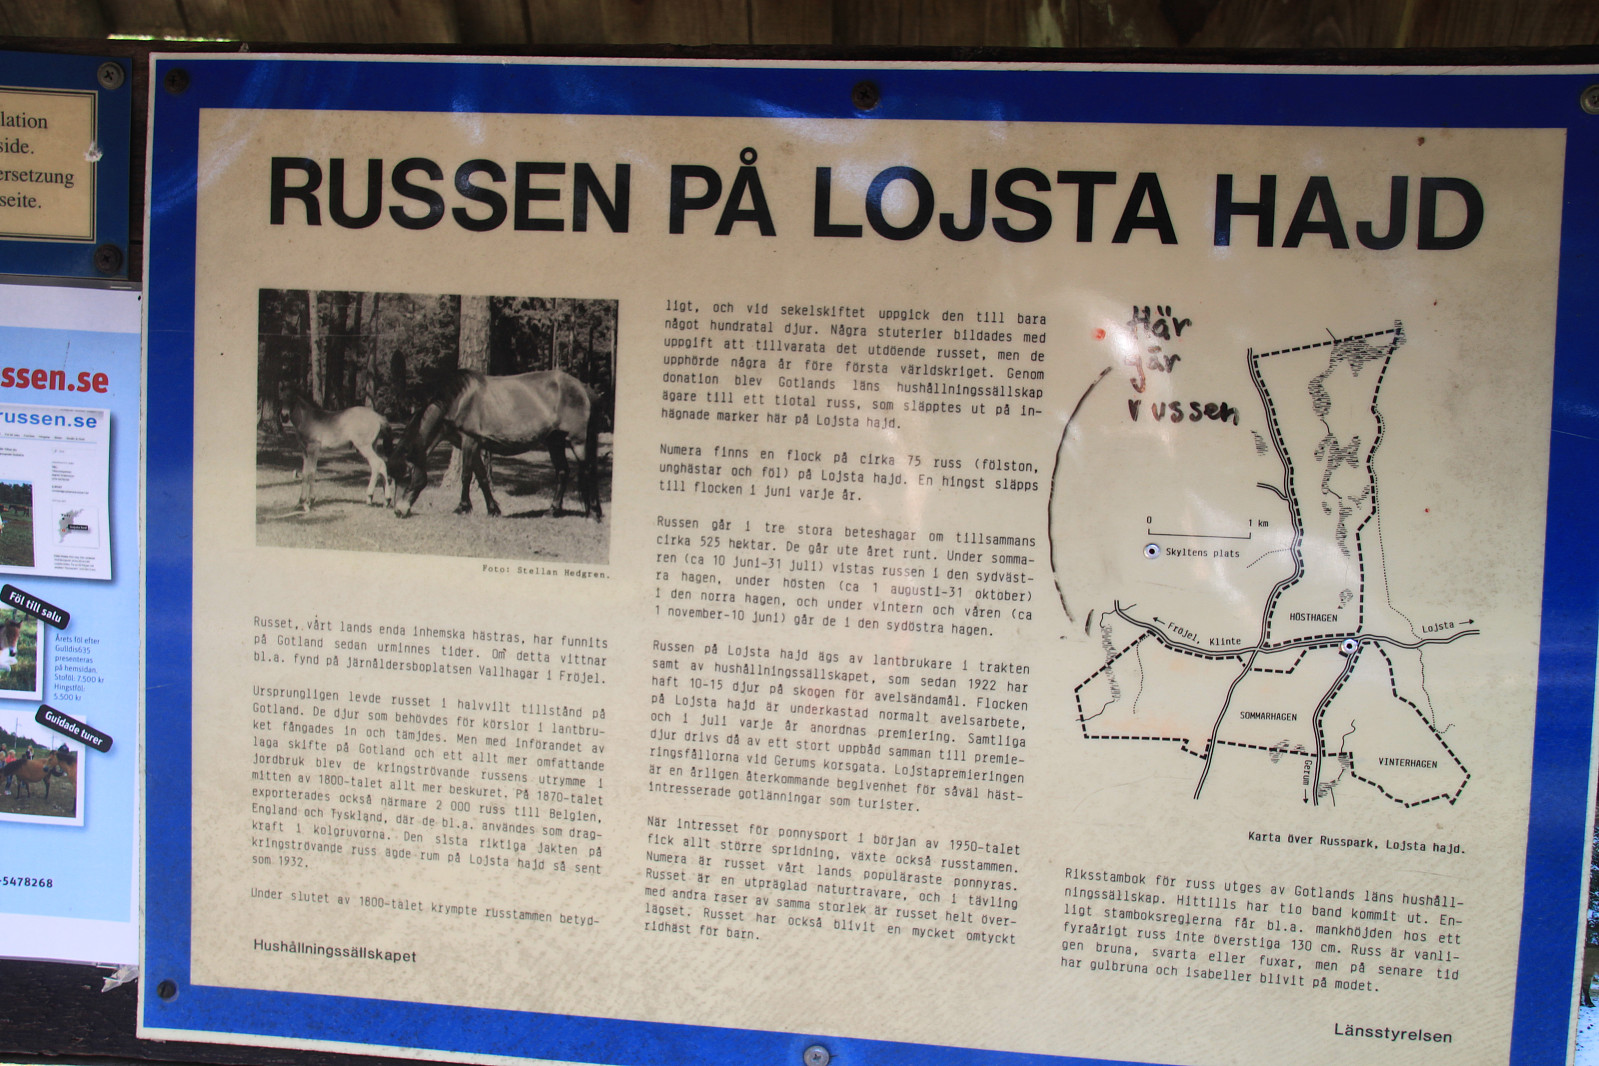 lation
side.
ersetzung
seite.
ssen.se
russen.se
Föl till salu
Årets föl efter
Gulldis635
presenteras
på hemsidan.
Stoföl: 7.500 kr
Hingstföl:
5.500 kr
Guidade turer
-5478268
RUSSEN PÅ LOJSTA HAJD
Foto: Stellan Hedgren.
Russet, vårt lands enda inhemska hästras, har funnits
på Gotland sedan urminnes tider. Om detta vittnar
bl.a. fynd på järnåldersboplatsen Vallhagar i Fröjel.
Ursprungligen levde russet i halvvilt tillstånd på
Gotland. De djur som behövdes för körslor i lantbru-
ket fångades in och tämjdes. Men med införandet av
laga skifte på Gotland och ett allt mer omfattande
jordbruk blev de kringströvande russens utrymme i
mitten av 1800-talet allt mer beskuret. På 1870-talet
exporterades också närmare 2 000 russ till Belgien,
England och Tyskland, där de bl.a. användes som drag-
kraft i kolgruvorna. Den sista riktiga jakten på
kringströvande russ ägde rum på Lojsta hajd så sent
som 1932.
Under slutet av 1800-talet krympte russtammen betyd-
Hushållningssällskapet
ligt, och vid sekelskiftet uppgick den till bara
något hundratal djur. Några stuterier bildades med
uppgift att tillvarata det utdöende russet, men de
upphörde några år före första världskriget. Genom
donation blev Gotlands läns hushållningssällskap
ägare till ett tiotal russ, som släpptes ut på in-
hägnade marker här på Lojsta hajd.
Numera finns en flock på cirka 75 russ (fölston,
unghästar och föl) på Lojsta hajd. En hingst släpps
till flocken i juni varje år.
Russen går i tre stora beteshagar om tillsammans
cirka 525 hektar. De går ute året runt. Under somma-
ren (ca 10 juni-31 juli) vistas russen i den sydväst-
ra hagen, under hösten (ca 1 augusti-31 oktober)
i den norra hagen, och under vintern och våren (ca
1 november-10 juni) går de i den sydöstra hagen.
Russen på Lojsta hajd ägs av lantbrukare i trakten
samt av hushållningssällskapet, som sedan 1922 har
haft 10-15 djur på skogen för avelsändamål. Flocken
på Lojsta hajd är underkastad normalt avelsarbete,
och i juli varje år anordnas premiering. Samtliga
djur drivs då av ett stort uppbåd samman till premie-
ringsfållorna vid Gerums korsgata. Lojstapremieringen
är en årligen återkommande begivenhet för såväl häst-
intresserade gotlänningar som turister.
När intresset för ponnysport i början av 1950-talet
fick allt större spridning, växte också russtammen.
Numera är russet vårt lands populäraste ponnyras.
Russet är en utpräglad naturtravare, och i tävling
med andra raser av samma storlek är russet helt över-
lägset. Russet har också blivit en mycket omtyckt
ridhäst för barn.
Här
går
russen
0 1 km
Skyltens plats
HÖSTHAGEN
Fröjel, Klinte
Lojsta
SOMMARHAGEN
Gerum
VINTERHAGEN
Karta över Russpark, Lojsta hajd.
Riksstambok för russ utges av Gotlands läns hushåll-
ningssällskap. Hittills har tio band kommit ut. En-
ligt stamboksreglerna får bl.a. mankhöjden hos ett
fyraårigt russ inte överstiga 130 cm. Russ är vanli-
gen bruna, svarta eller fuxar, men på senare tid
har gulbruna och isabeller blivit på modet.
Länsstyrelsen